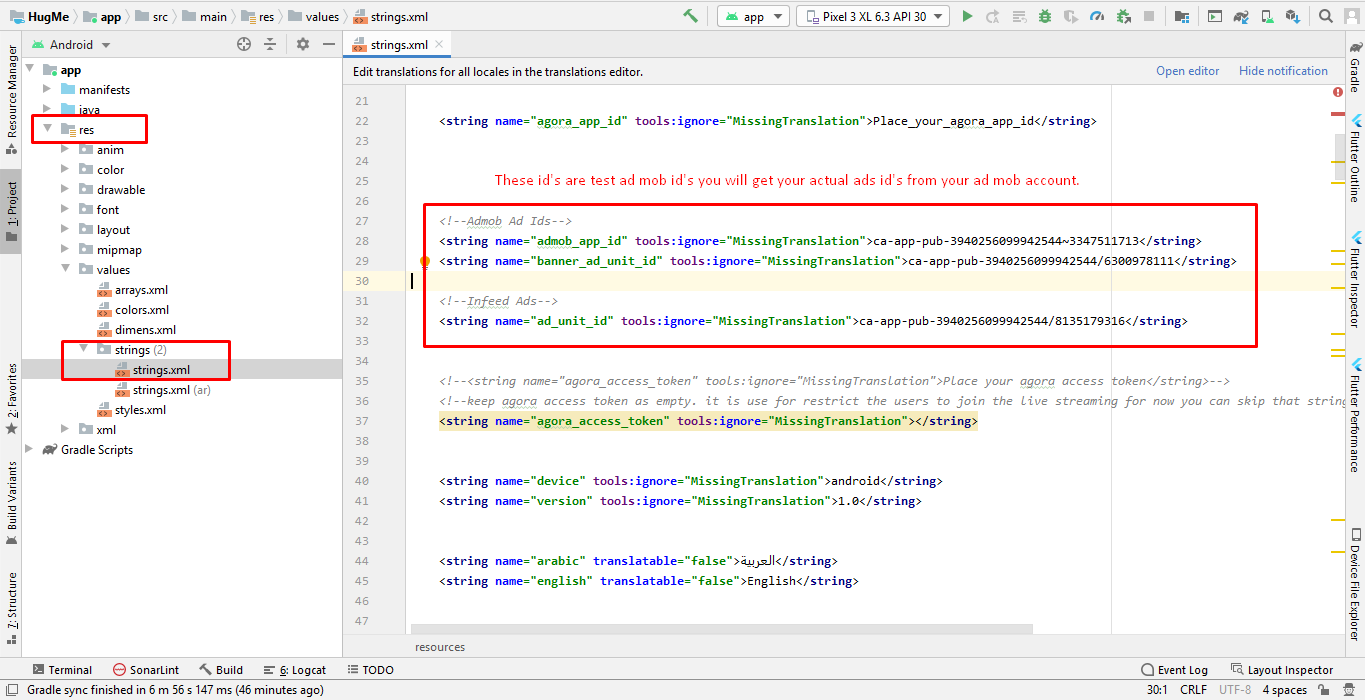 HugMe app src main res values strings.xml
app Pixel 3 XL 6.3 API 30
Android
strings.xml
Edit translations for all locales in the translations editor. Open editor Hide notification
Resource Manager
1: Project
2: Favorites
Build Variants
7: Structure
app
manifests
java
res
anim
color
drawable
font
layout
mipmap
values
arrays.xml
colors.xml
dimens.xml
strings (2)
strings.xml
strings.xml (ar)
styles.xml
xml
Gradle Scripts
21
22 <string name="agora_app_id" tools:ignore="MissingTranslation">Place_your_agora_app_id</string>
23
24
25 These id's are test ad mob id's you will get your actual ads id's from your ad mob account.
26
27 <!--Admob Ad Ids-->
28 <string name="admob_app_id" tools:ignore="MissingTranslation">ca-app-pub-3940256099942544~3347511713</string>
29 <string name="banner_ad_unit_id" tools:ignore="MissingTranslation">ca-app-pub-3940256099942544/6300978111</string>
30
31 <!--Infeed Ads-->
32 <string name="ad_unit_id" tools:ignore="MissingTranslation">ca-app-pub-3940256099942544/8135179316</string>
33
34
35 <!--<string name="agora_access_token" tools:ignore="MissingTranslation">Place your agora access token</string>-->
36 <!--keep agora access token as empty. it is use for restrict the users to join the live streaming for now you can skip that string
37 <string name="agora_access_token" tools:ignore="MissingTranslation"></string>
38
39
40 <string name="device" tools:ignore="MissingTranslation">android</string>
41 <string name="version" tools:ignore="MissingTranslation">1.0</string>
42
43
44 <string name="arabic" translatable="false">العربية</string>
45 <string name="english" translatable="false">English</string>
46
47
resources
Gradle
Flutter Outline
Flutter Inspector
Flutter Performance
Device File Explorer
Terminal SonarLint Build 6: Logcat TODO Event Log Layout Inspector
Gradle sync finished in 6 m 56 s 147 ms (46 minutes ago) 30:1 CRLF UTF-8 4 spaces